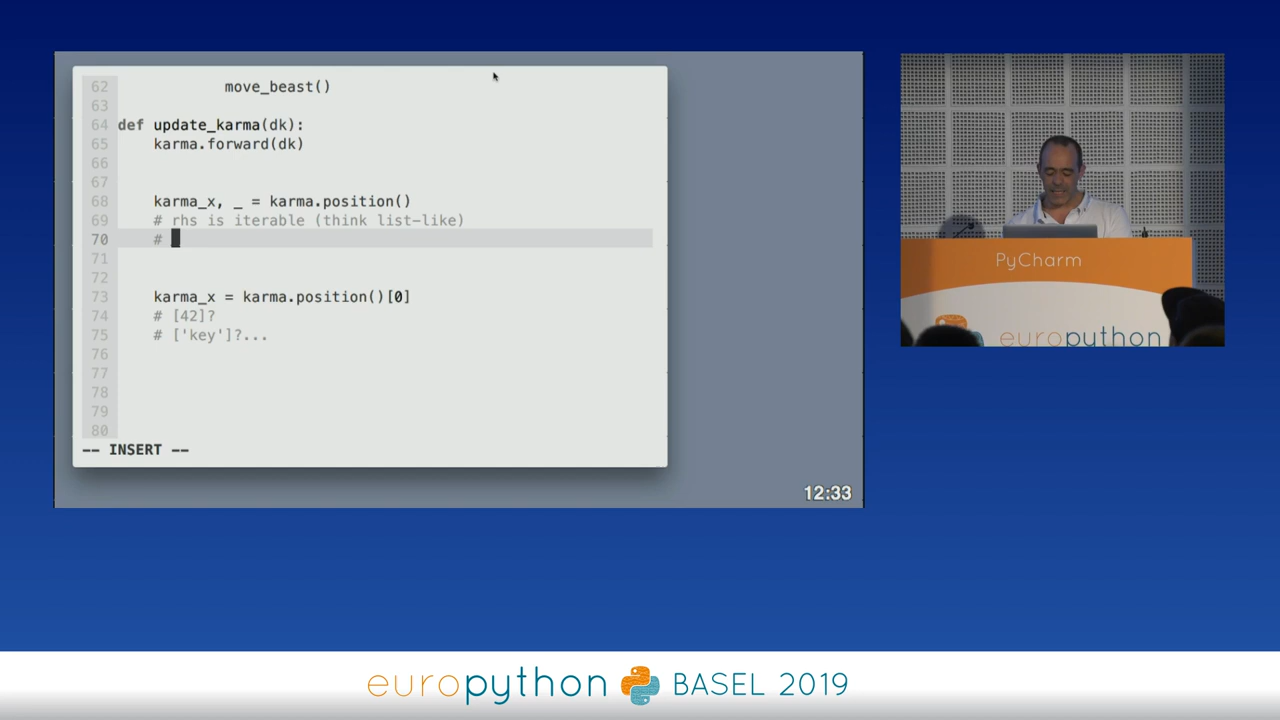 62 move_beast()
63
64 def update_karma(dk):
65 karma.forward(dk)
66
67
68 karma_x, _ = karma.position()
69 # rhs is iterable (think list-like)
70 #
71
72
73 karma_x = karma.position()[0]
74 # [42]?
75 # ['key']?...
76
77
78
79
80
-- INSERT --
12:33
PyCharm
europython
europython BASEL 2019